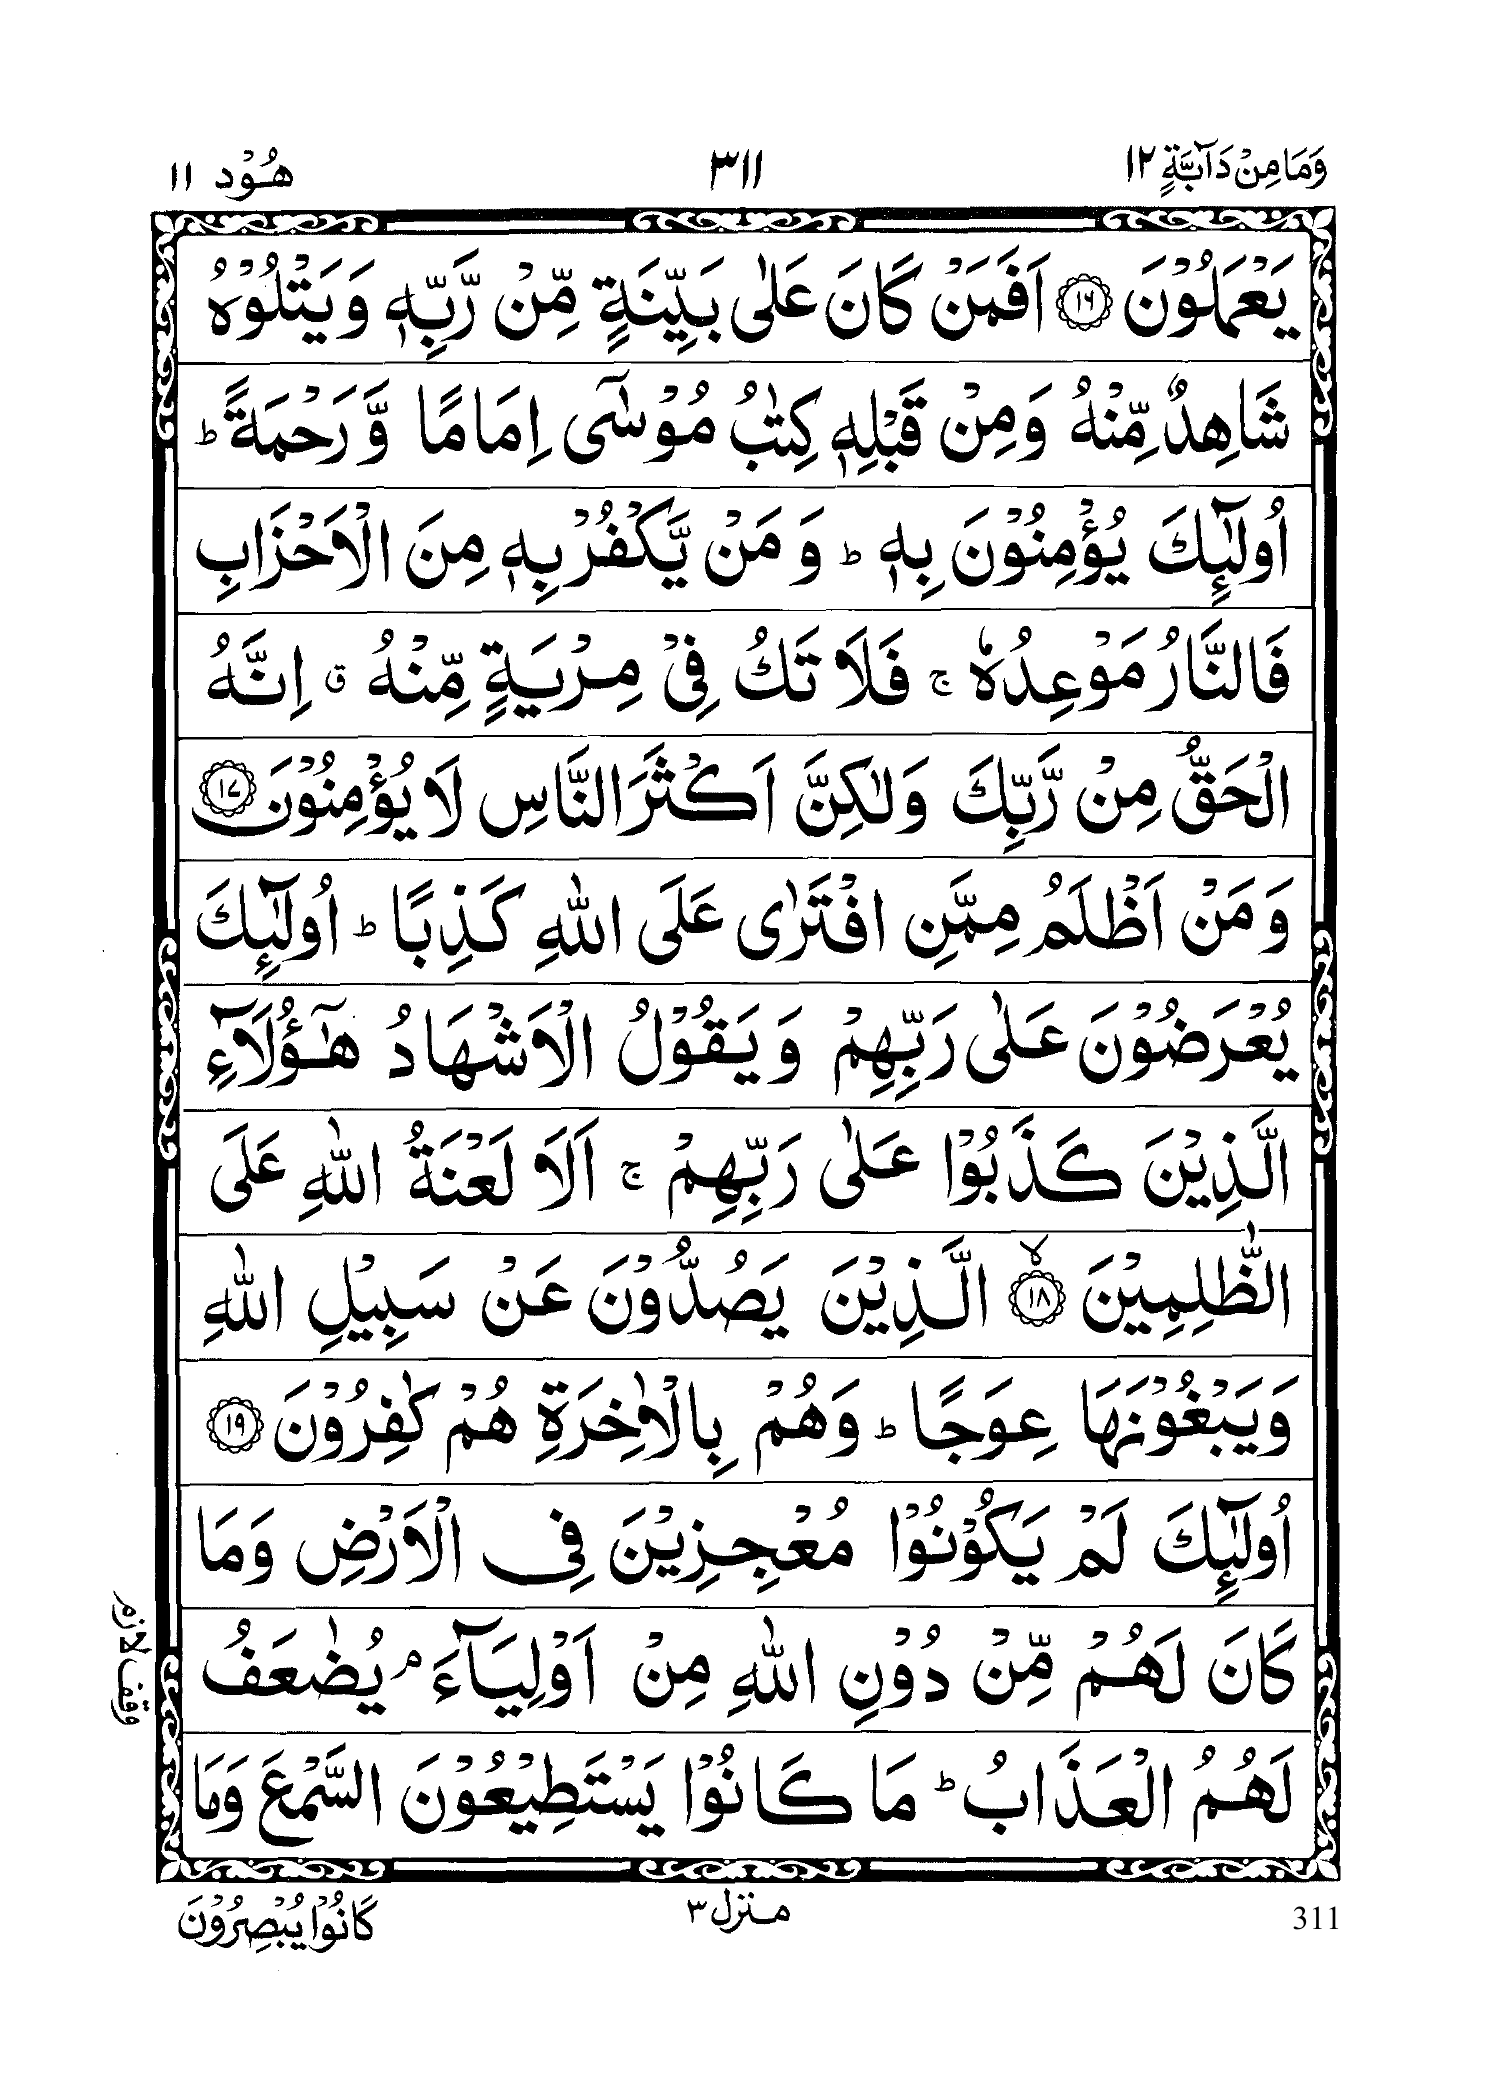 وَمَا مِنْ دَآبَّةٍ ١٢ ٣١١ هُوْد ١١
يَعْمَلُوْنَ ﴿١٦﴾ اَفَمَنْ كَانَ عَلٰى بَيِّنَةٍ مِّنْ رَّبِّهٖ وَيَتْلُوْهُ
شَاهِدٌ مِّنْهُ وَمِنْ قَبْلِهٖ كِتٰبُ مُوْسٰٓى اِمَامًا وَّرَحْمَةً ؕ
اُولٰٓئِكَ يُؤْمِنُوْنَ بِهٖ ؕ وَمَنْ يَّكْفُرْ بِهٖ مِنَ الْاَحْزَابِ
فَالنَّارُ مَوْعِدُهٗ ۚ فَلَا تَكُ فِيْ مِرْيَةٍ مِّنْهُ ق اِنَّهُ
الْحَقُّ مِنْ رَّبِّكَ وَلٰكِنَّ اَكْثَرَ النَّاسِ لَا يُؤْمِنُوْنَ ﴿١٧﴾
وَمَنْ اَظْلَمُ مِمَّنِ افْتَرٰى عَلَى اللّٰهِ كَذِبًا ؕ اُولٰٓئِكَ
يُعْرَضُوْنَ عَلٰى رَبِّهِمْ وَيَقُوْلُ الْاَشْهَادُ هٰٓؤُلَآءِ
الَّذِيْنَ كَذَبُوْا عَلٰى رَبِّهِمْ ۚ اَلَا لَعْنَةُ اللّٰهِ عَلَى
الظّٰلِمِيْنَ ﴿١٨﴾ۙ الَّذِيْنَ يَصُدُّوْنَ عَنْ سَبِيْلِ اللّٰهِ
وَيَبْغُوْنَهَا عِوَجًا ؕ وَهُمْ بِالْاٰخِرَةِ هُمْ كٰفِرُوْنَ ﴿١٩﴾
اُولٰٓئِكَ لَمْ يَكُوْنُوْا مُعْجِزِيْنَ فِى الْاَرْضِ وَمَا
كَانَ لَهُمْ مِّنْ دُوْنِ اللّٰهِ مِنْ اَوْلِيَآءَ ۘ يُضٰعَفُ
وقف لازم
لَهُمُ الْعَذَابُ ؕ مَا كَانُوْا يَسْتَطِيْعُوْنَ السَّمْعَ وَمَا
كَانُوْا يُبْصِرُوْنَ
منزل ٣
311